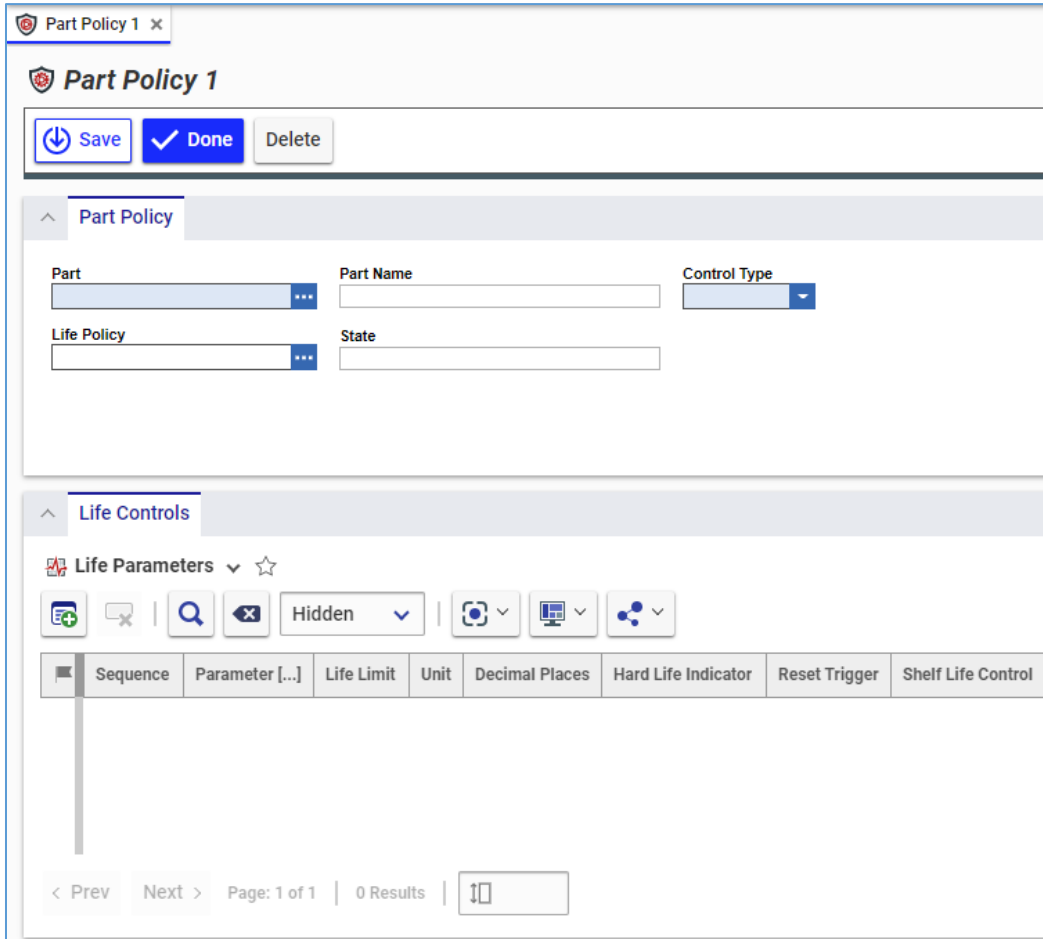 Part Policy 1
Part Policy 1
Save Done Delete
Part Policy
Part Part Name Control Type
Life Policy State
Life Controls
Life Parameters
Hidden
Sequence Parameter [...] Life Limit Unit Decimal Places Hard Life Indicator Reset Trigger Shelf Life Control
< Prev Next > Page: 1 of 1 0 Results